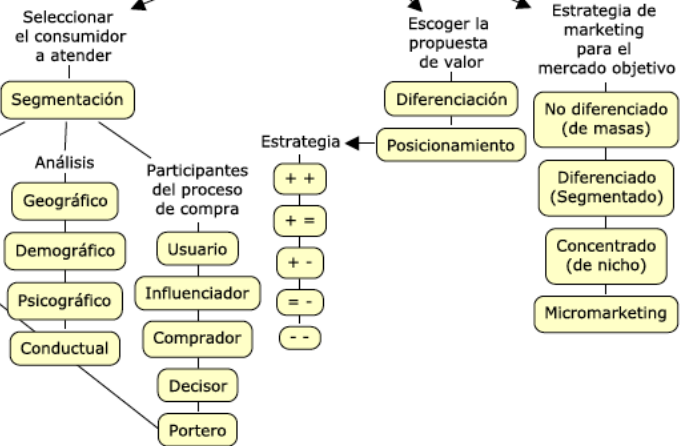 Seleccionar
el consumidor
a atender
Segmentación
Análisis
Geográfico
Demográfico
Psicográfico
Conductual
Participantes
del proceso
de compra
Usuario
Influenciador
Comprador
Decisor
Portero
Escoger la
propuesta
de valor
Diferenciación
Posicionamiento
Estrategia
+ +
+ =
+ -
= -
- -
Estrategia de
marketing
para el
mercado objetivo
No diferenciado
(de masas)
Diferenciado
(Segmentado)
Concentrado
(de nicho)
Micromarketing